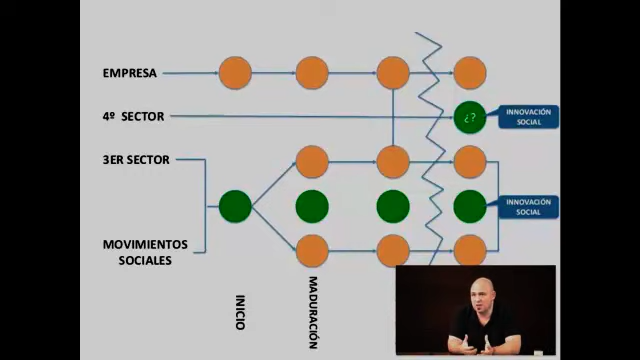 EMPRESA
4º SECTOR
¿?
INNOVACIÓN
SOCIAL
3ER SECTOR
INNOVACIÓN
SOCIAL
MOVIMIENTOS
SOCIALES
INICIO
MADURACIÓN